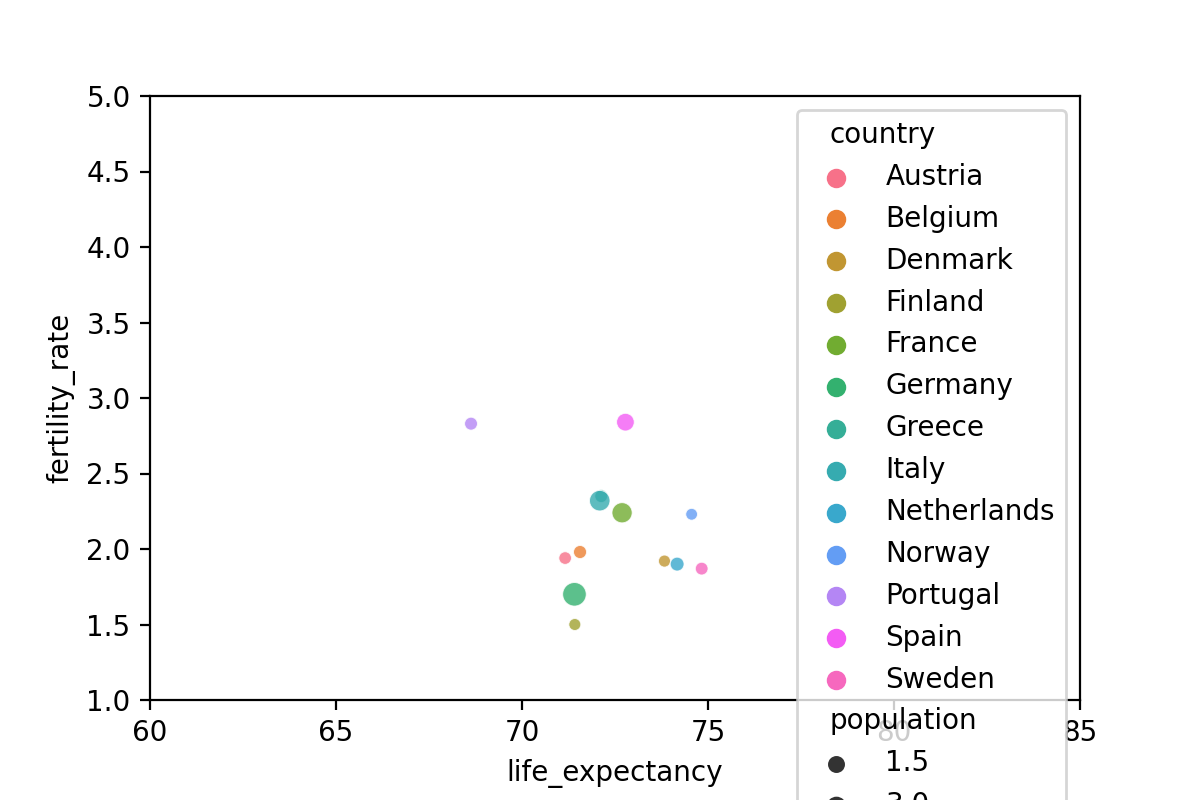 5.0
4.5
4.0
3.5
3.0
2.5
2.0
1.5
1.0
fertility_rate
60
65
70
75
80
85
life_expectancy
country
Austria
Belgium
Denmark
Finland
France
Germany
Greece
Italy
Netherlands
Norway
Portugal
Spain
Sweden
population
1.5
3.0